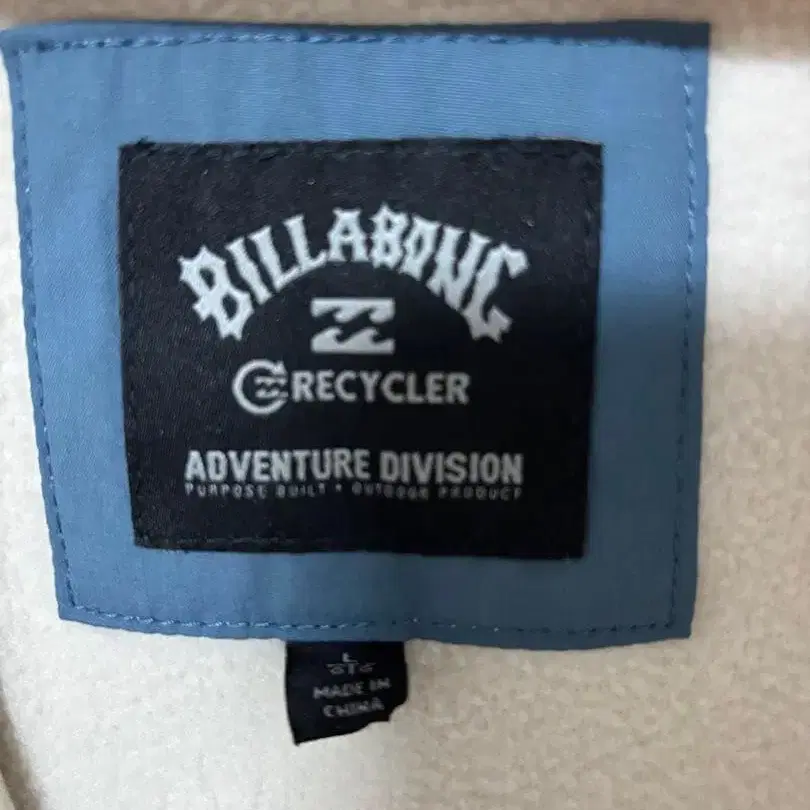 BILLABONG
RECYCLER
ADVENTURE DIVISION
PURPOSE BUILT • OUTDOOR PRODUCT
L
G/G
MADE IN
CHINA